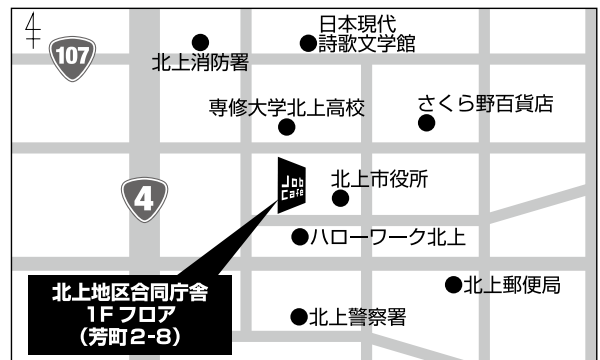 日本現代
詩歌文学館
107
北上消防署
専修大学北上高校
さくら野百貨店
Job
Cafe
北上市役所
4
ハローワーク北上
北上地区合同庁舎
1Fフロア
(芳町2-8)
北上郵便局
北上警察署